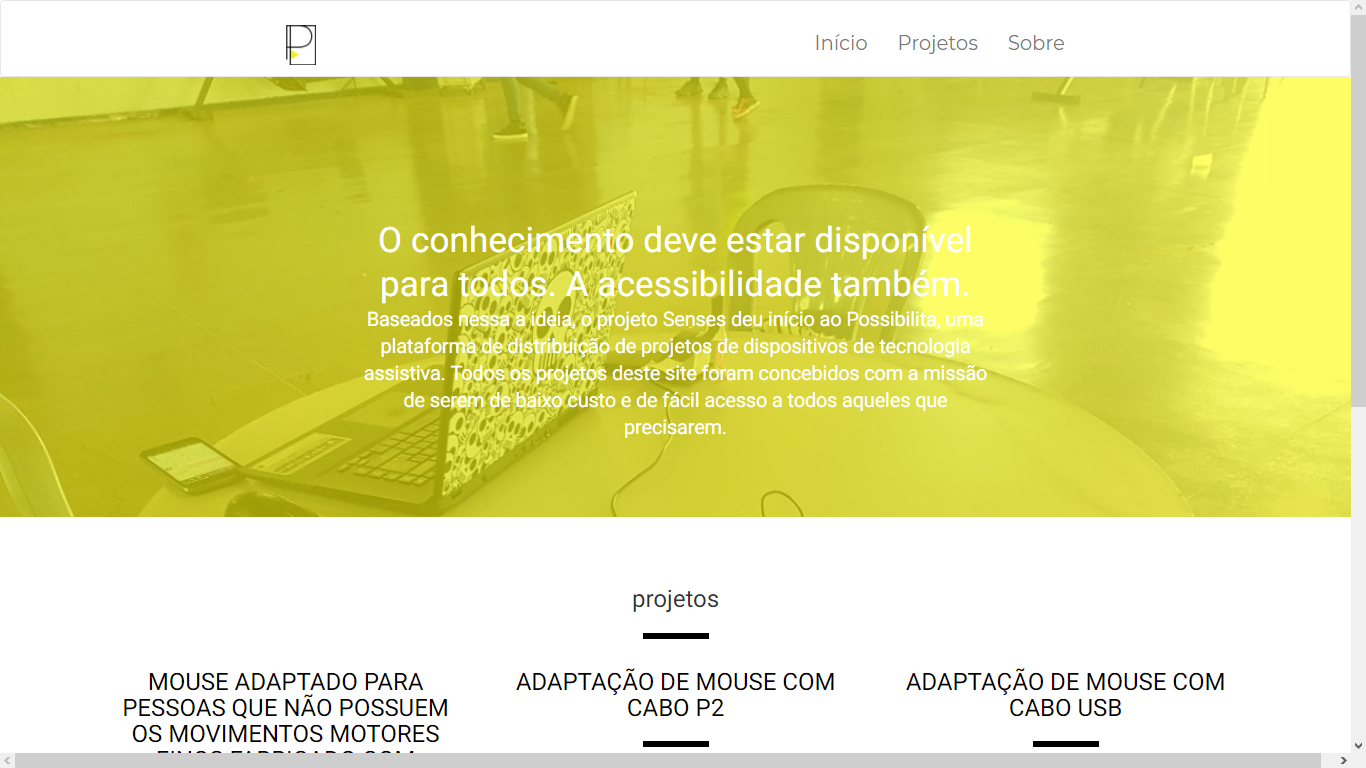 Início Projetos Sobre
O conhecimento deve estar disponível
para todos. A acessibilidade também.
Baseados nessa a ideia, o projeto Senses deu início ao Possibilita, uma
plataforma de distribuição de projetos de dispositivos de tecnologia
assistiva. Todos os projetos deste site foram concebidos com a missão
de serem de baixo custo e de fácil acesso a todos aqueles que
precisarem.
projetos
MOUSE ADAPTADO PARA
PESSOAS QUE NÃO POSSUEM
OS MOVIMENTOS MOTORES
FINOS FABRICADO COM
ADAPTAÇÃO DE MOUSE COM
CABO P2
ADAPTAÇÃO DE MOUSE COM
CABO USB